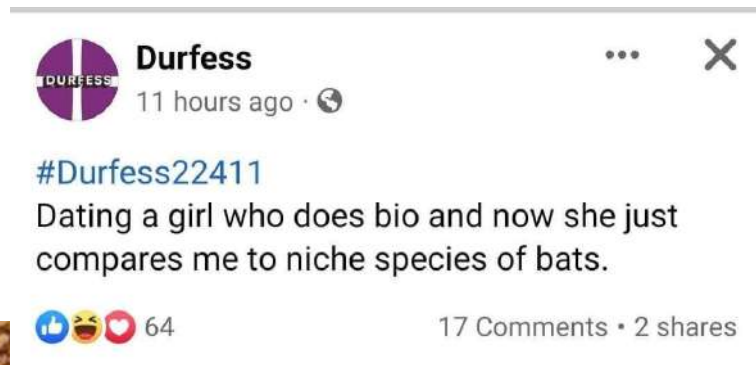 DURFESS
Durfess
11 hours ago ·
#Durfess22411
Dating a girl who does bio and now she just
compares me to niche species of bats.
64
17 Comments • 2 shares